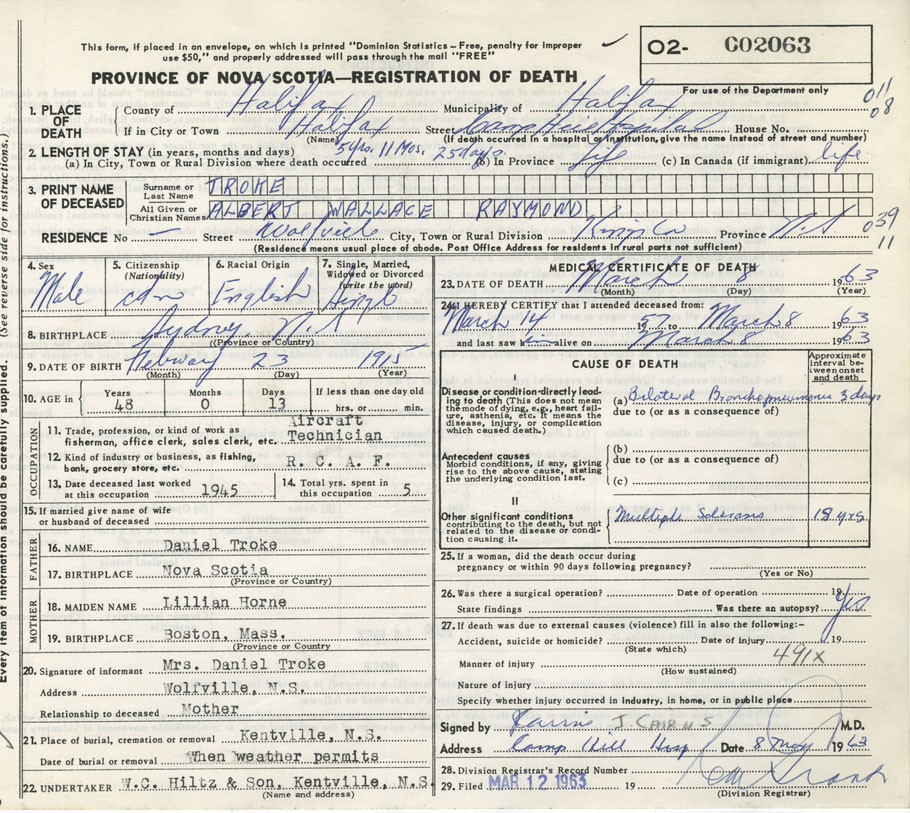 This form, if placed in an envelope, on which is printed "Dominion Statistics – Free, penalty for improper
use $50," and properly addressed will pass through the mail "FREE"
O2- C02063
For use of the Department only
PROVINCE OF NOVA SCOTIA—REGISTRATION OF DEATH
011
08
1. PLACE OF DEATH
County of Halifax Municipality of Halifax
If in City or Town Halifax Street Camp Hill Hospital House No.
(Name) (If death occurred in a hospital or institution, give the name instead of street and number)
2. LENGTH OF STAY (in years, months and days)
(a) In City, Town or Rural Division where death occurred 5 yrs. 11 Mos. 25 days (b) in Province life (c) In Canada (if immigrant) life
3. PRINT NAME OF DECEASED
Surname or Last Name TROKE
All Given or Christian Names ALBERT WALLACE RAYMOND
039
11
RESIDENCE No — Street Wolfville City, Town or Rural Division Kings Co Province N.S
(Residence means usual place of abode. Post Office Address for residents in rural parts not sufficient)
4. Sex Male
5. Citizenship (Nationality) cdn
6. Racial Origin English
7. Single, Married, Widowed or Divorced (write the word) Single
8. BIRTHPLACE Sydney, N.S
(Province or Country)
9. DATE OF BIRTH February 23 1915
(Month) (Day) (Year)
10. AGE in Years 48 Months 0 Days 13 If less than one day old hrs. or min.
OCCUPATION
11. Trade, profession, or kind of work as fisherman, office clerk, sales clerk, etc. Aircraft Technician
12. Kind of industry or business, as fishing, bank, grocery store, etc. R. C. A. F.
13. Date deceased last worked at this occupation 1945
14. Total yrs. spent in this occupation 5
15. If married give name of wife or husband of deceased
FATHER
16. NAME Daniel Troke
17. BIRTHPLACE Nova Scotia
(Province or Country)
MOTHER
18. MAIDEN NAME Lillian Horne
19. BIRTHPLACE Boston, Mass.
(Province or Country)
20. Signature of informant Mrs. Daniel Troke
Address Wolfville, N.S.
Relationship to deceased Mother
21. Place of burial, cremation or removal Kentville, N.S.
Date of burial or removal When weather permits
22. UNDERTAKER W.C. Hiltz & Son, Kentville, N.S.
(Name and address)
MEDICAL CERTIFICATE OF DEATH
23. DATE OF DEATH March 1963
(Month) (Day) (Year)
24. I HEREBY CERTIFY that I attended deceased from:
March 14 1957 to March 8 1963
and last saw him alive on March 8 1963
CAUSE OF DEATH
Approximate interval between onset and death
I
Disease or condition directly leading to death (This does not mean the mode of dying, e.g., heart failure, asthenia, etc. It means the disease, injury, or complication which caused death.)
(a) Bilateral Bronchopneumonia 3 days
due to (or as a consequence of)
Antecedent causes
Morbid conditions, if any, giving rise to the above cause, stating the underlying condition last.
(b)
due to (or as a consequence of)
(c)
II
Other significant conditions
contributing to the death, but not related to the disease or condition causing it.
Multiple Sclerosis 18 yrs.
25. If a woman, did the death occur during pregnancy or within 90 days following pregnancy?
(Yes or No)
26. Was there a surgical operation? Date of operation 19
State findings Was there an autopsy? Yes
27. If death was due to external causes (violence) fill in also the following:–
Accident, suicide or homicide? Date of injury 19
(State which)
491X
Manner of injury
(How sustained)
Nature of injury
Specify whether injury occurred in Industry, in home, or in public place
Signed by J. CAIRNS M.D.
Address Camp Hill Hosp Date 8 1963
28. Division Registrar's Record Number
29. Filed MAR 12 1963 19
(Division Registrar)
Every item of information should be carefully supplied. (See reverse side for instructions.)